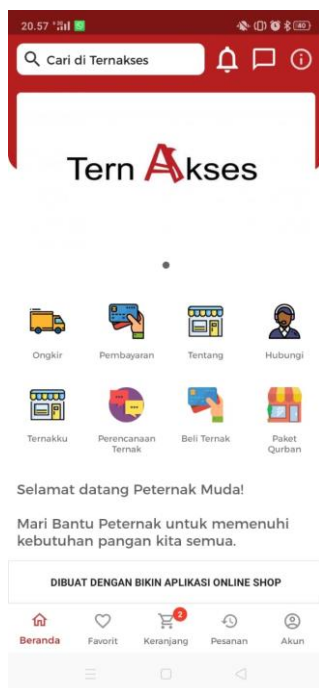 20.57
40
Cari di Ternakses
Tern Akses
Ongkir
Pembayaran
Tentang
Hubungi
Ternakku
Perencanaan
Ternak
Beli Ternak
Paket
Qurban
Selamat datang Peternak Muda!
Mari Bantu Peternak untuk memenuhi
kebutuhan pangan kita semua.
DIBUAT DENGAN BIKIN APLIKASI ONLINE SHOP
2
Beranda
Favorit
Keranjang
Pesanan
Akun